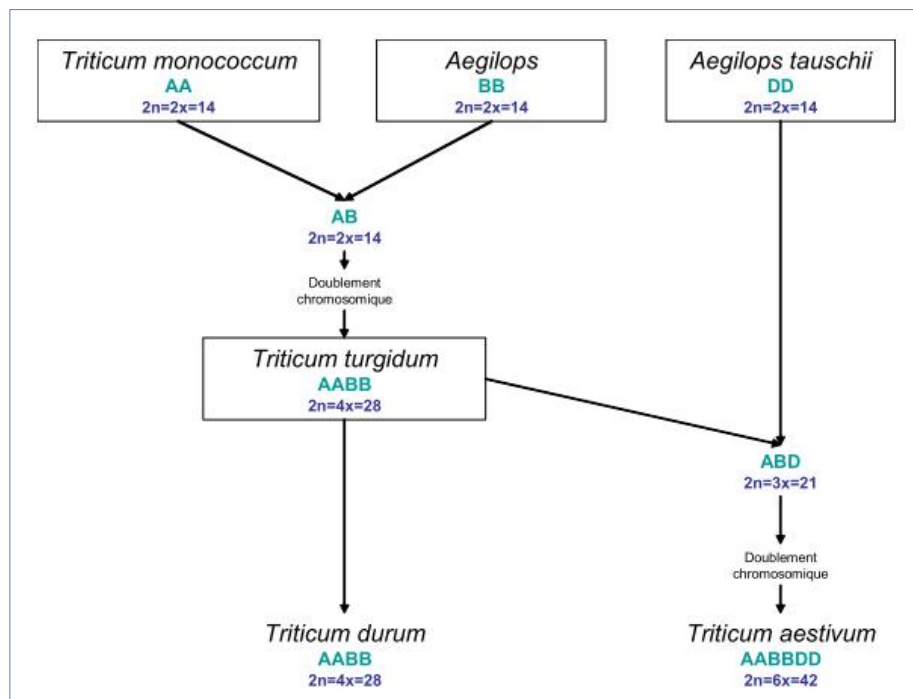 Triticum monococcum
AA
2n=2x=14
Aegilops
BB
2n=2x=14
Aegilops tauschii
DD
2n=2x=14
AB
2n=2x=14
Doublement
chromosomique
Triticum turgidum
AABB
2n=4x=28
ABD
2n=3x=21
Doublement
chromosomique
Triticum durum
AABB
2n=4x=28
Triticum aestivum
AABBDD
2n=6x=42